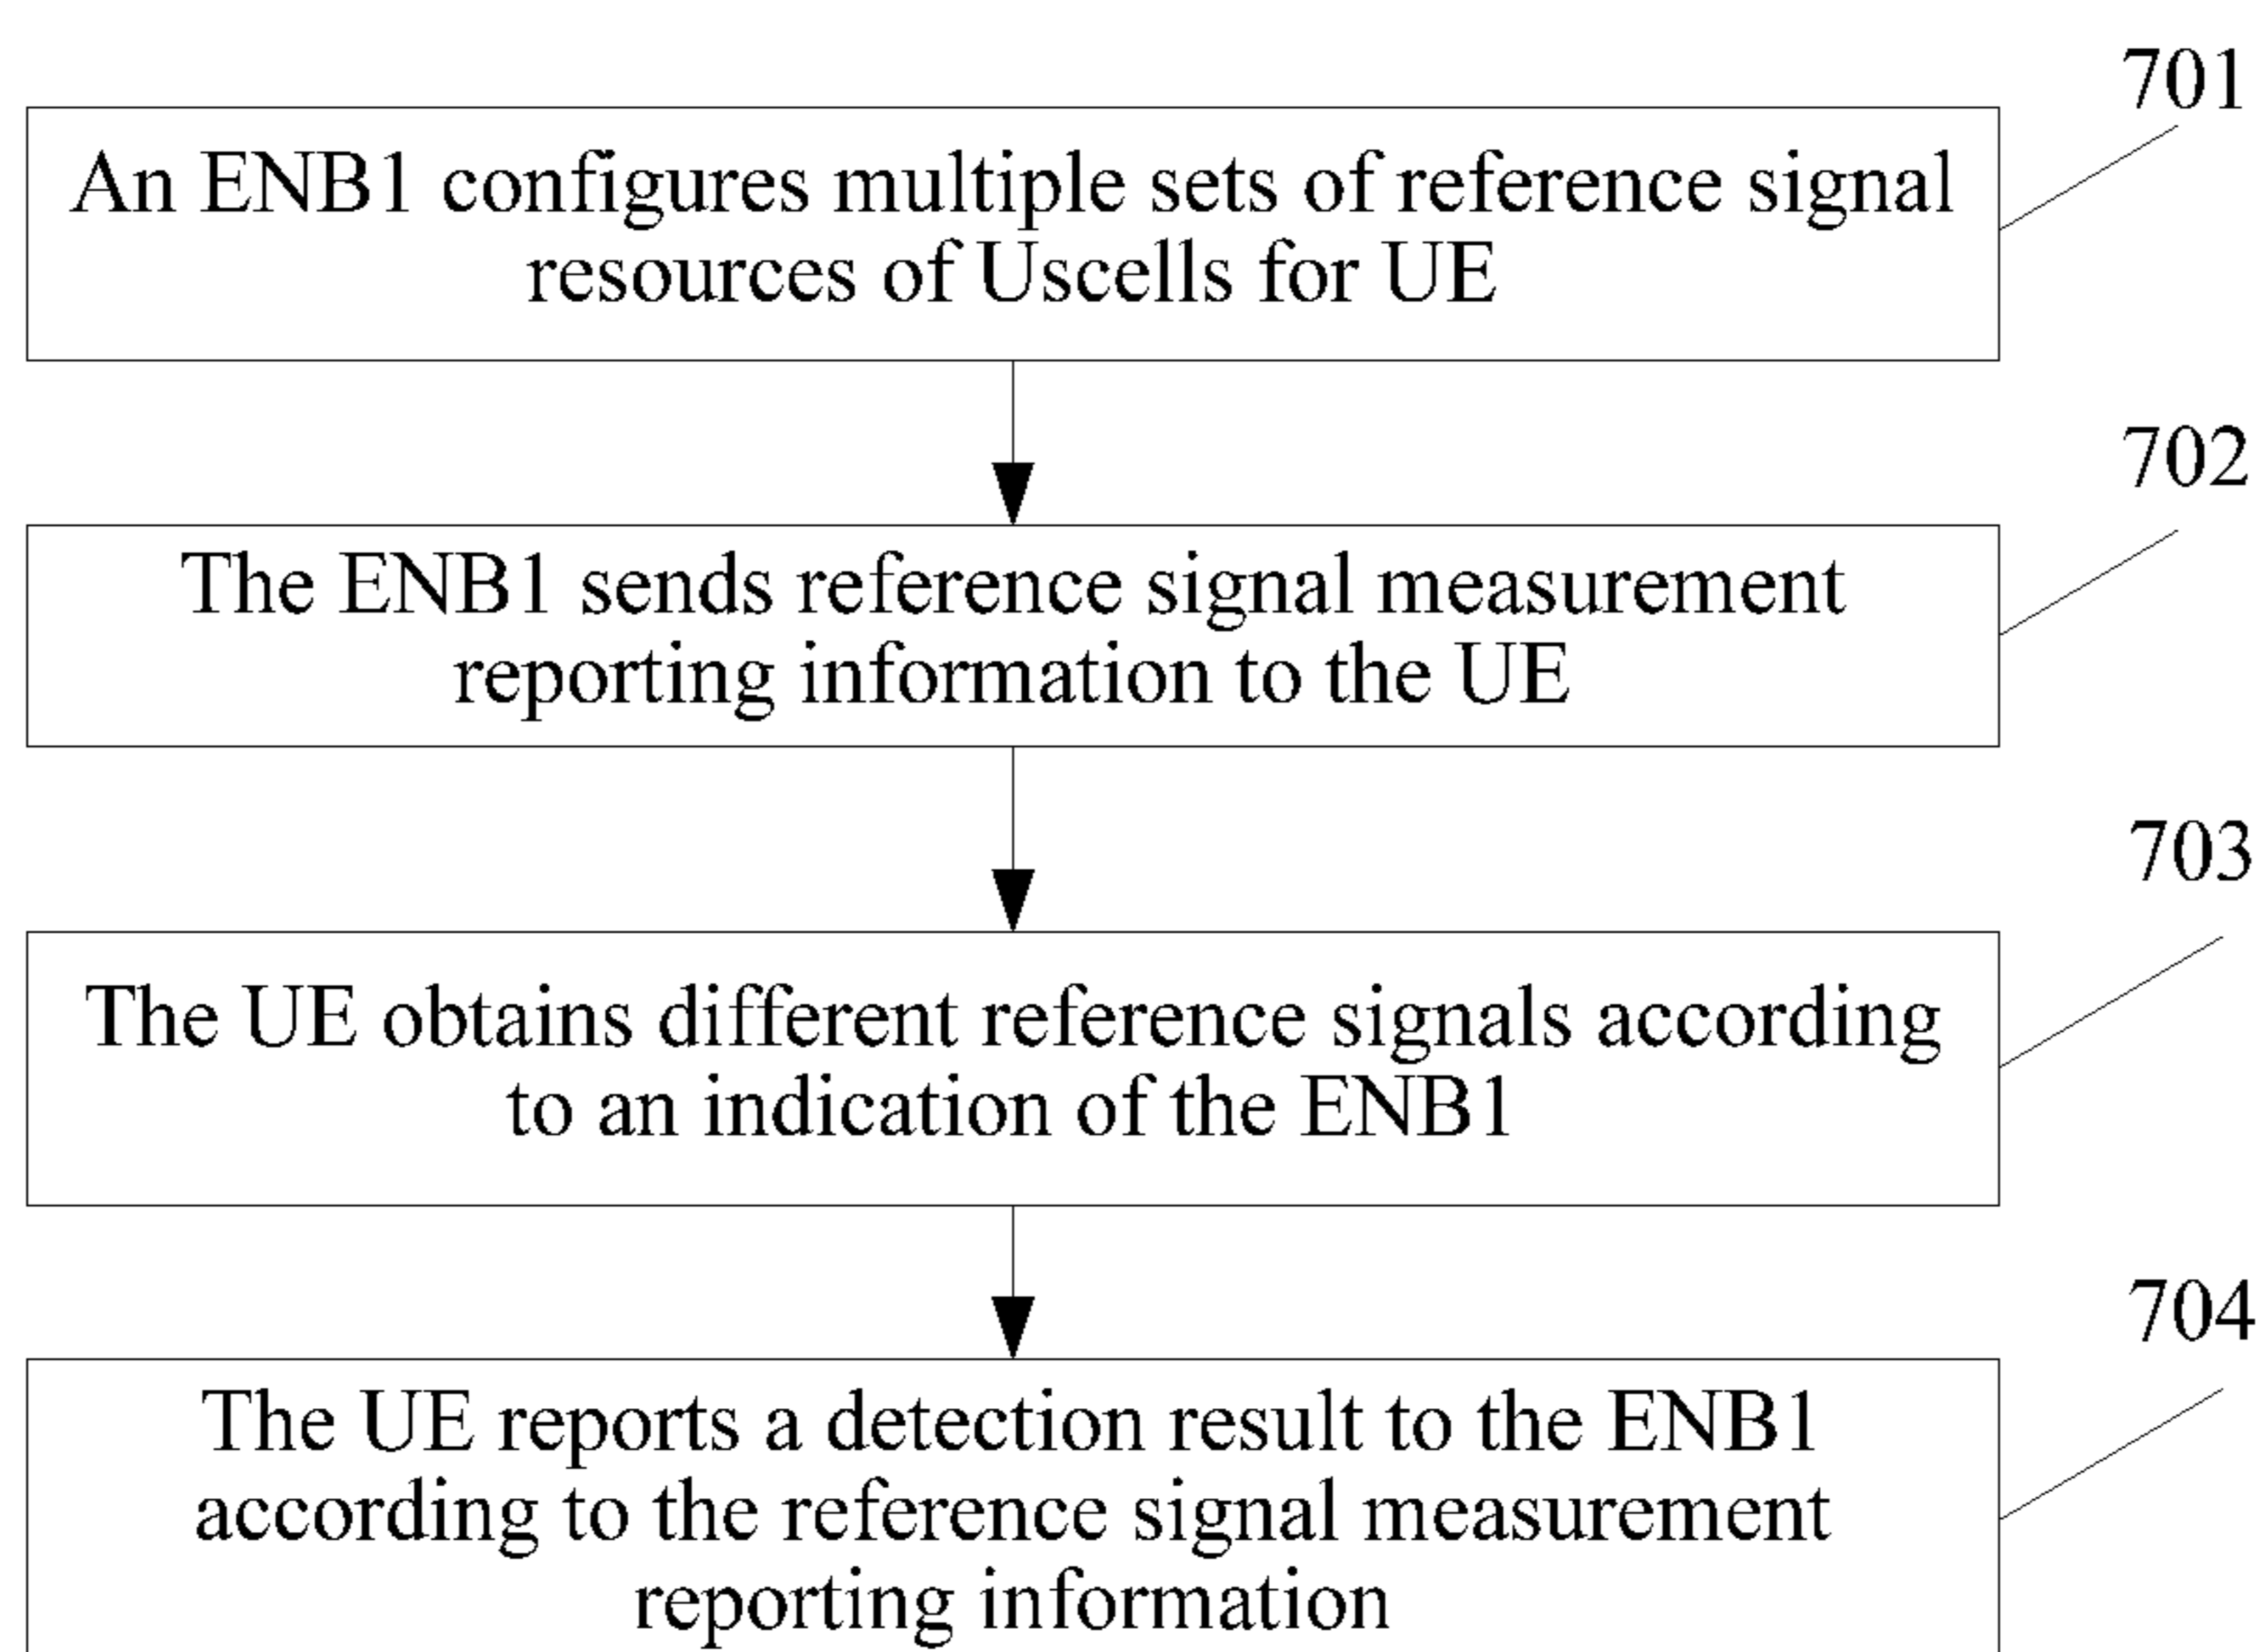 701
An ENB1 configures multiple sets of reference signal
resources of Uscells for UE
702
The ENB1 sends reference signal measurement
reporting information to the UE
703
The UE obtains different reference signals according
to an indication of the ENB1
704
The UE reports a detection result to the ENB1
according to the reference signal measurement
reporting information